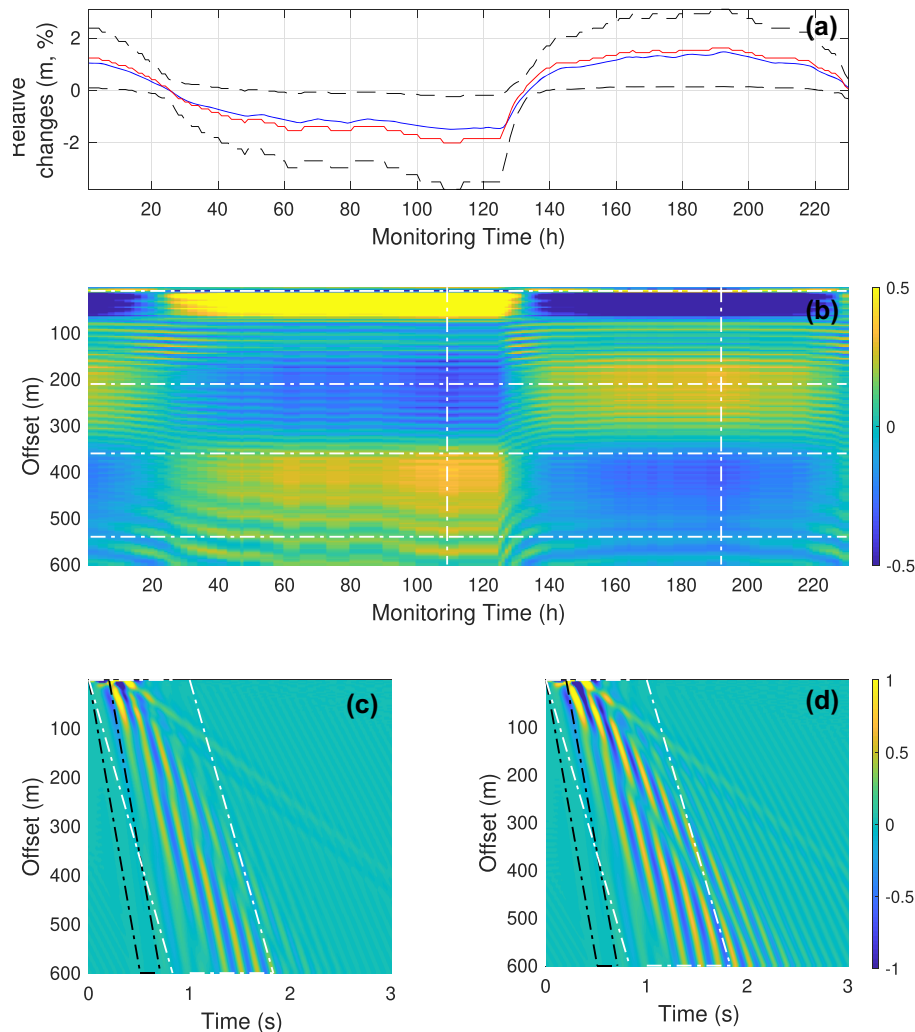 (a)
Relative
changes (m, %)
2
0
-2
20 40 60 80 100 120 140 160 180 200 220
Monitoring Time (h)
(b)
Offset (m)
100
200
300
400
500
600
0.5
0
-0.5
20 40 60 80 100 120 140 160 180 200 220
Monitoring Time (h)
(c)
Offset (m)
100
200
300
400
500
600
0 1 2 3
Time (s)
(d)
Offset (m)
100
200
300
400
500
600
0 1 2 3
Time (s)
1
0.5
0
-0.5
-1